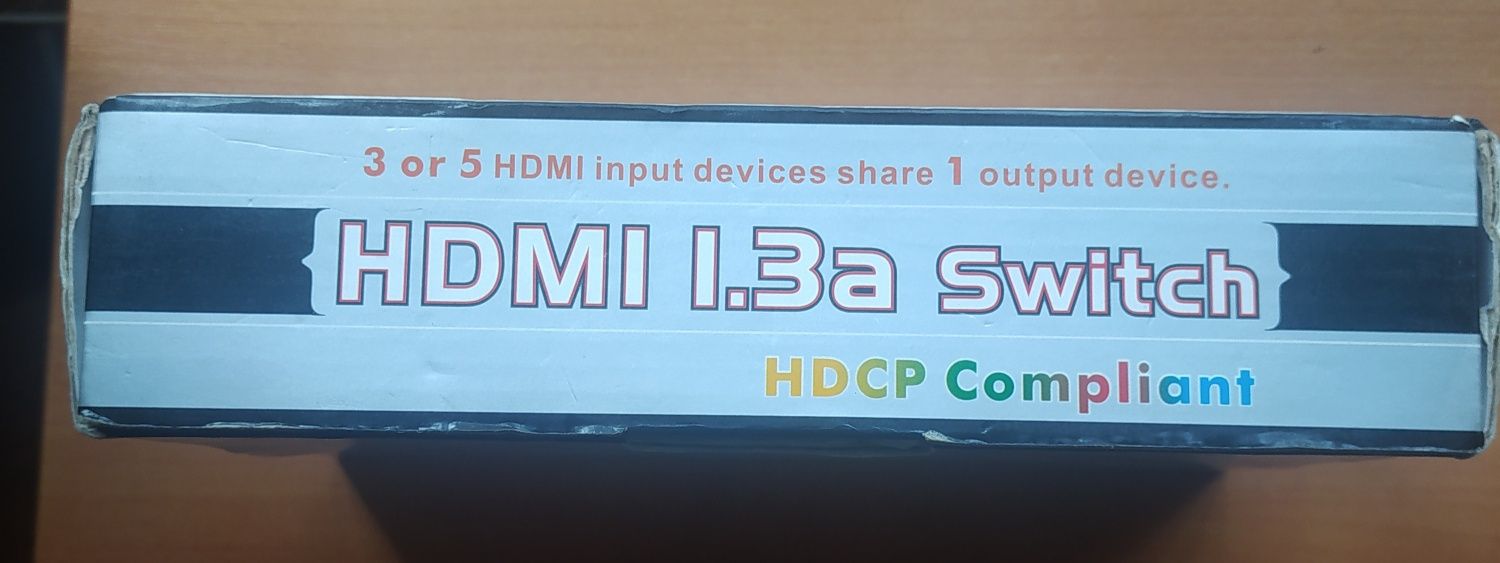 3 or 5 HDMI input devices share 1 output device.
HDMI 1.3a Switch
HDCP Compliant